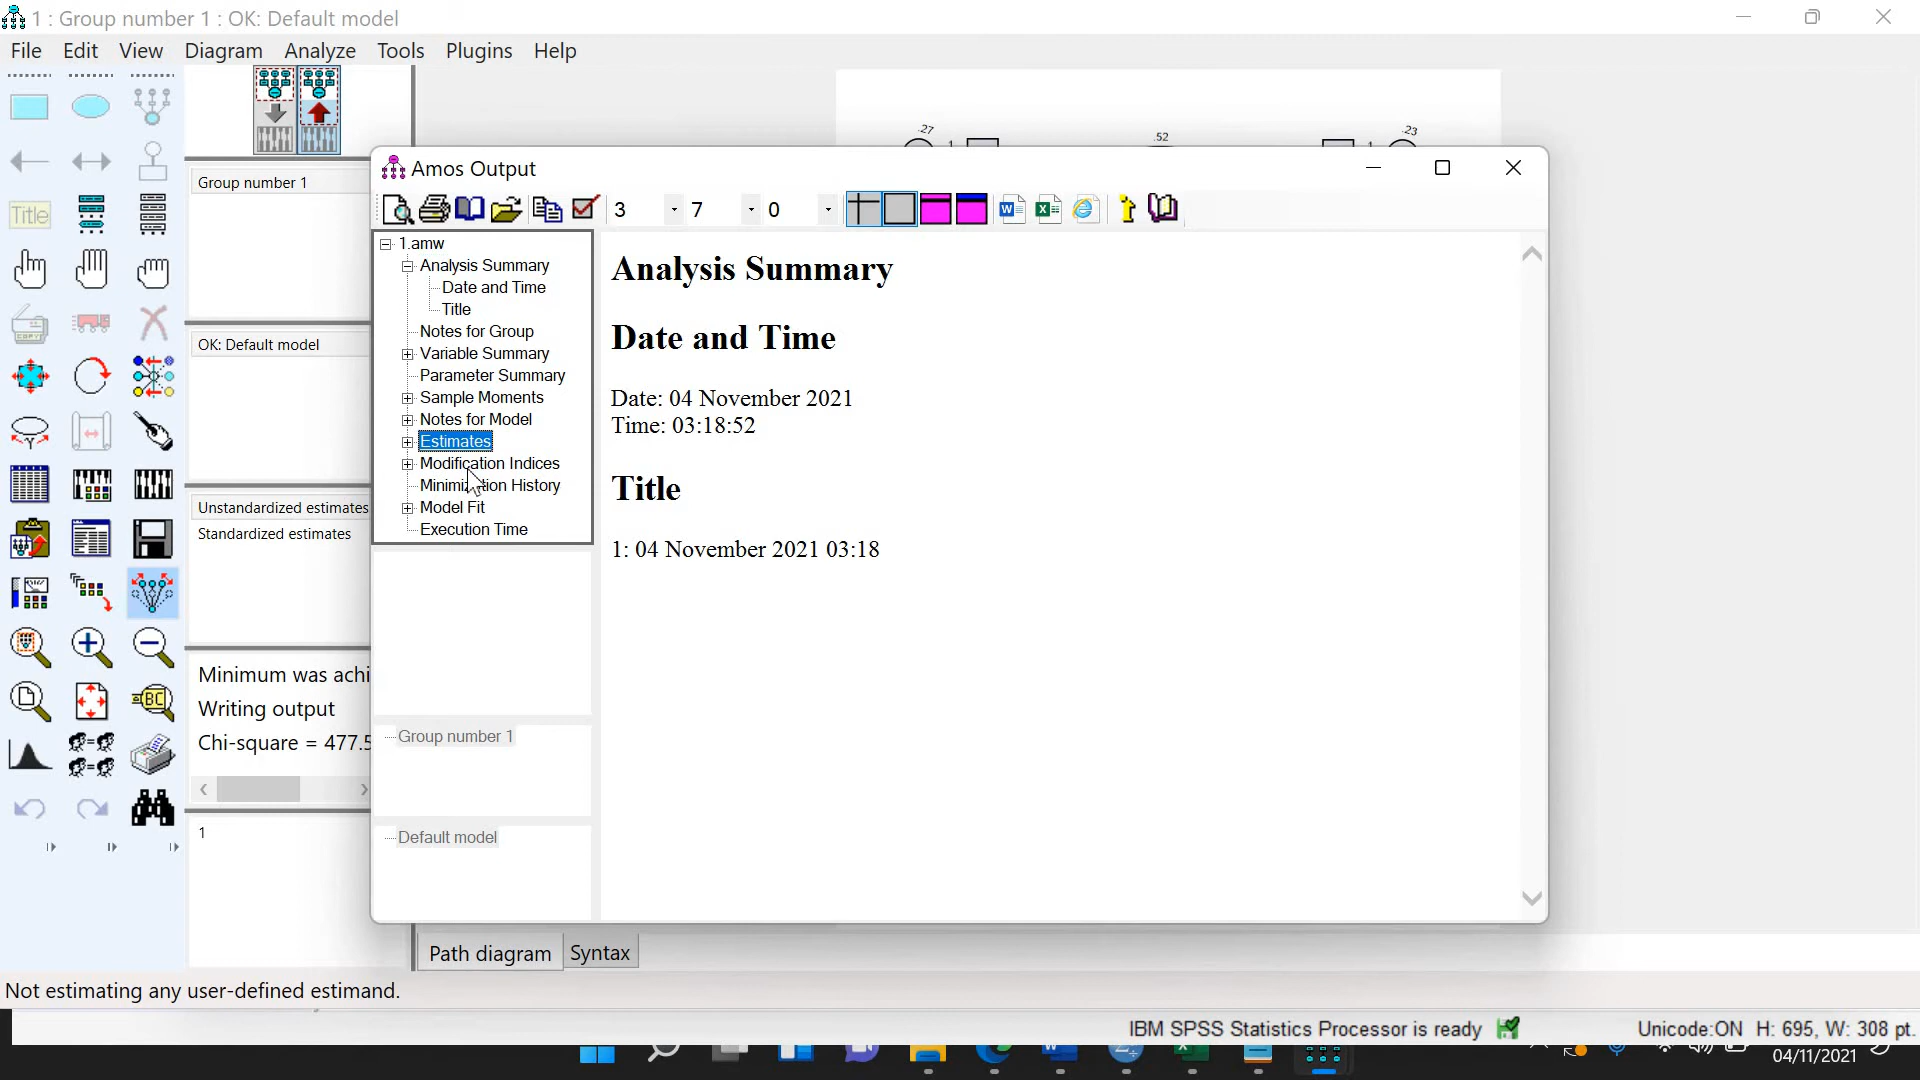 1 : Group number 1 : OK: Default model
File Edit View Diagram Analyze Tools Plugins Help
Title
Group number 1
OK: Default model
Unstandardized estimates
Standardized estimates
Minimum was achi
Writing output
Chi-square = 477.5
1
.27
1
.52
1
.23
Amos Output
3 7 0
1.amw
Analysis Summary
Date and Time
Title
Notes for Group
Variable Summary
Parameter Summary
Sample Moments
Notes for Model
Estimates
Modification Indices
Minimization History
Model Fit
Execution Time
Group number 1
Default model
Analysis Summary
Date and Time
Date: 04 November 2021
Time: 03:18:52
Title
1: 04 November 2021 03:18
Path diagram Syntax
Not estimating any user-defined estimand.
IBM SPSS Statistics Processor is ready Unicode:ON H: 695, W: 308 pt.
04/11/2021